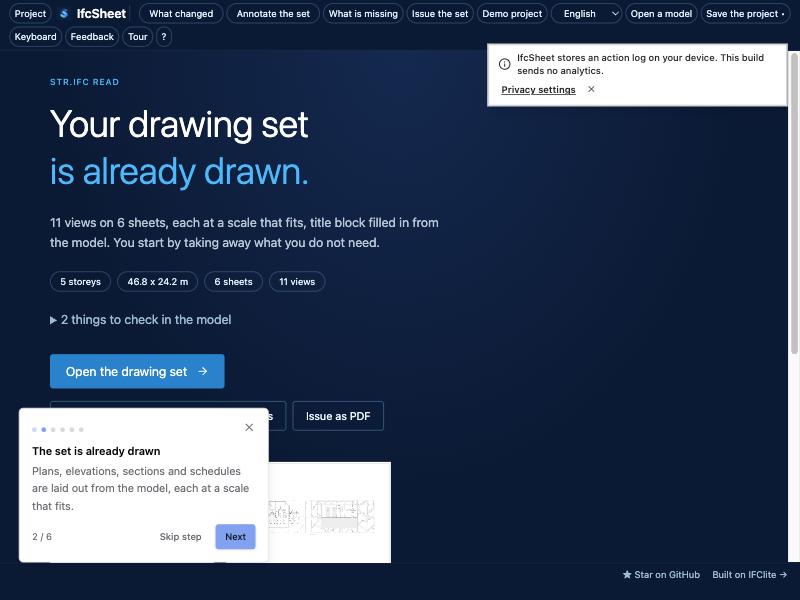 Project
IfcSheet
What changed
Annotate the set
What is missing
Issue the set
Demo project
English
Open a model
Save the project
Keyboard
Feedback
Tour
?
IfcSheet stores an action log on your device. This build
sends no analytics.
Privacy settings
STR.IFC READ
Your drawing set
is already drawn.
11 views on 6 sheets, each at a scale that fits, title block filled in from
the model. You start by taking away what you do not need.
5 storeys
46.8 x 24.2 m
6 sheets
11 views
2 things to check in the model
Open the drawing set →
Issue as PDF
The set is already drawn
Plans, elevations, sections and schedules
are laid out from the model, each at a scale
that fits.
2 / 6
Skip step
Next
Star on GitHub
Built on IFClite →